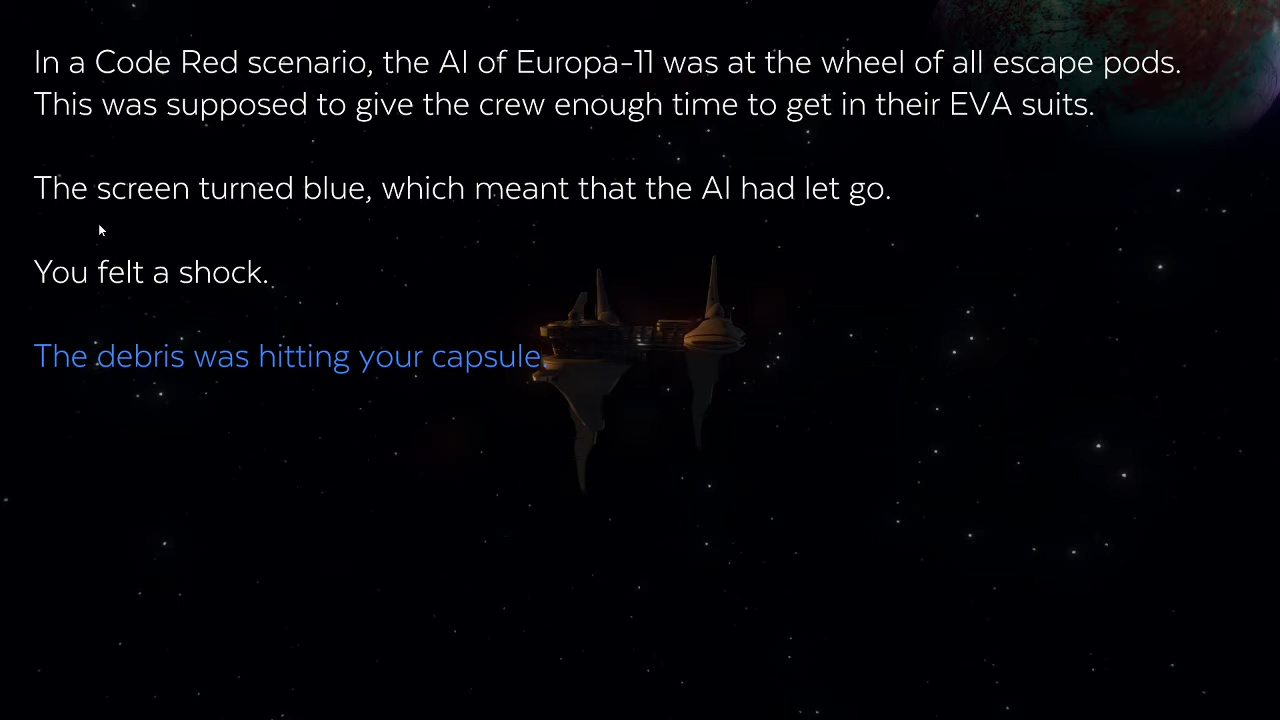 In a Code Red scenario, the AI of Europa-11 was at the wheel of all escape pods.
This was supposed to give the crew enough time to get in their EVA suits.
The screen turned blue, which meant that the AI had let go.
You felt a shock.
The debris was hitting your capsule